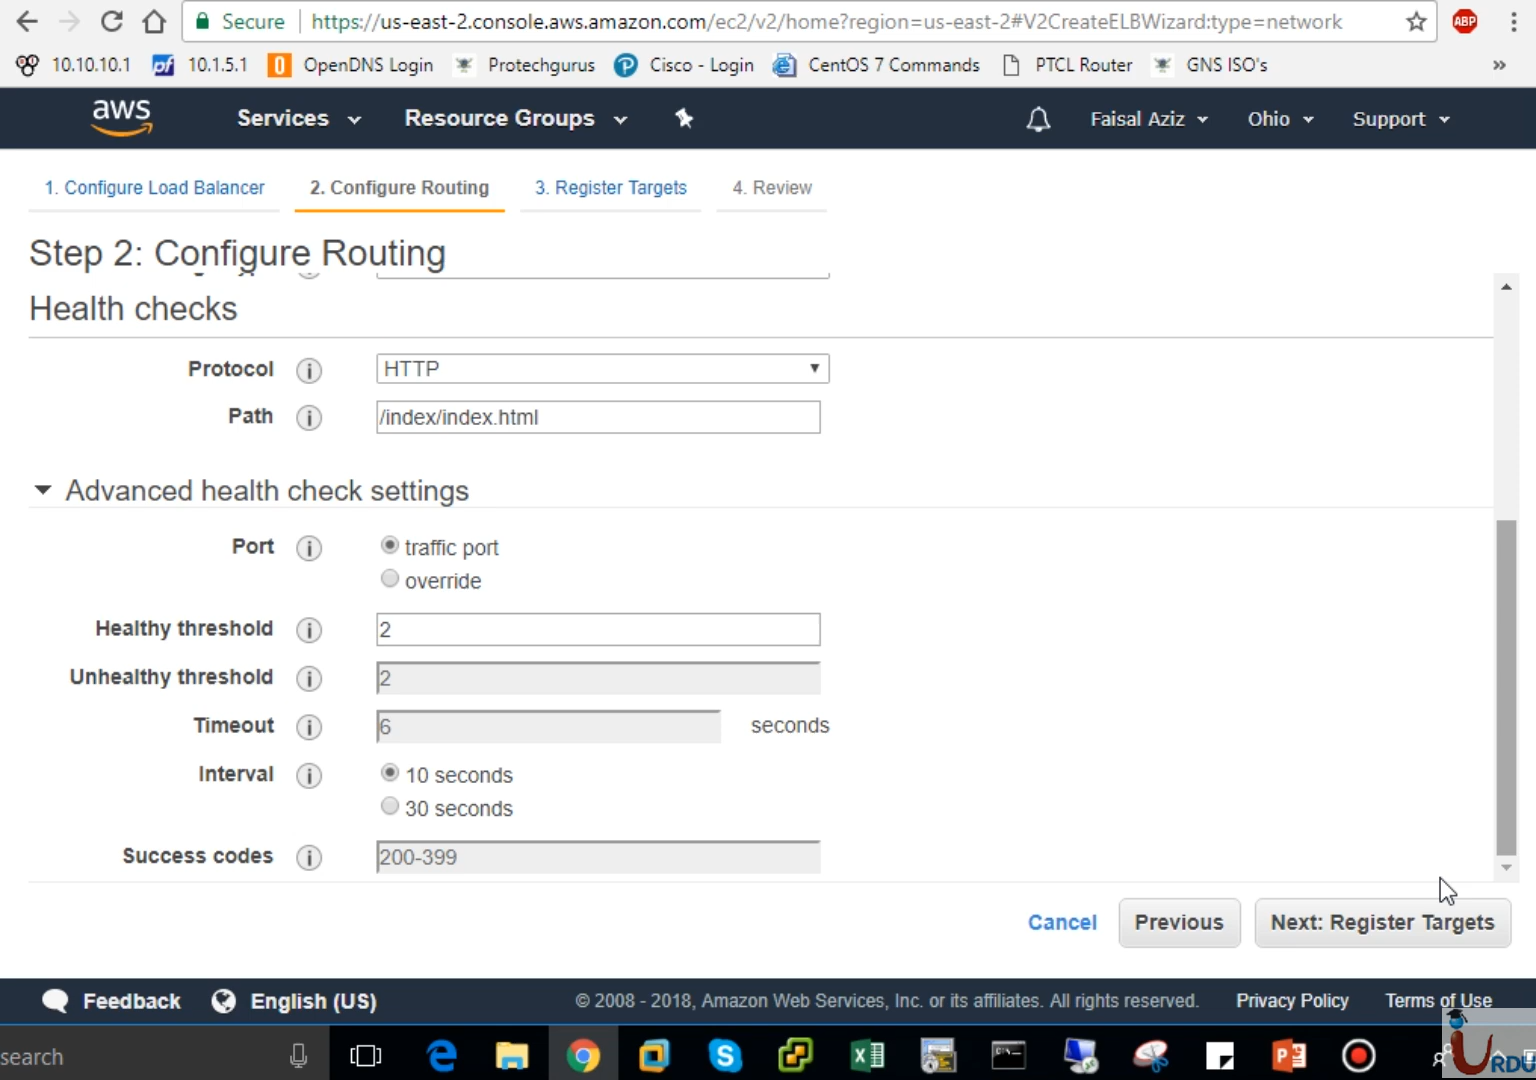 Secure https://us-east-2.console.aws.amazon.com/ec2/v2/home?region=us-east-2#V2CreateELBWizard:type=network ABP
10.10.10.1 pf 10.1.5.1 OpenDNS Login Protechgurus Cisco - Login CentOS 7 Commands PTCL Router GNS ISO's »
aws Services Resource Groups Faisal Aziz Ohio Support
1. Configure Load Balancer 2. Configure Routing 3. Register Targets 4. Review
Step 2: Configure Routing
Health checks
Protocol i HTTP
Path i /index/index.html
Advanced health check settings
Port i traffic port
override
Healthy threshold i 2
Unhealthy threshold i 2
Timeout i 6 seconds
Interval i 10 seconds
30 seconds
Success codes i 200-399
Cancel Previous Next: Register Targets
Feedback English (US) © 2008 - 2018, Amazon Web Services, Inc. or its affiliates. All rights reserved. Privacy Policy Terms of Use
search URDU